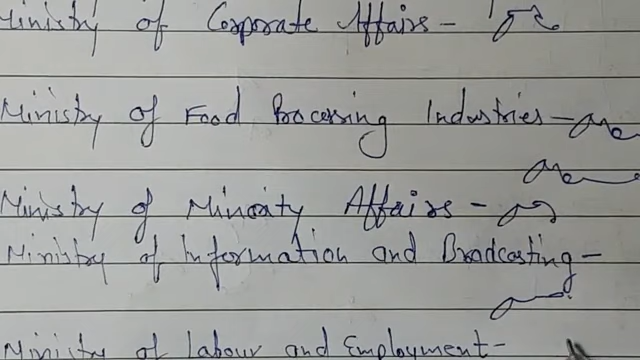 Ministry of Corporate Affairs -
Ministry of Food Processing Industries -
Ministry of Minority Affairs -
Ministry of Information and Broadcasting -
Ministry of Labour and Employment -